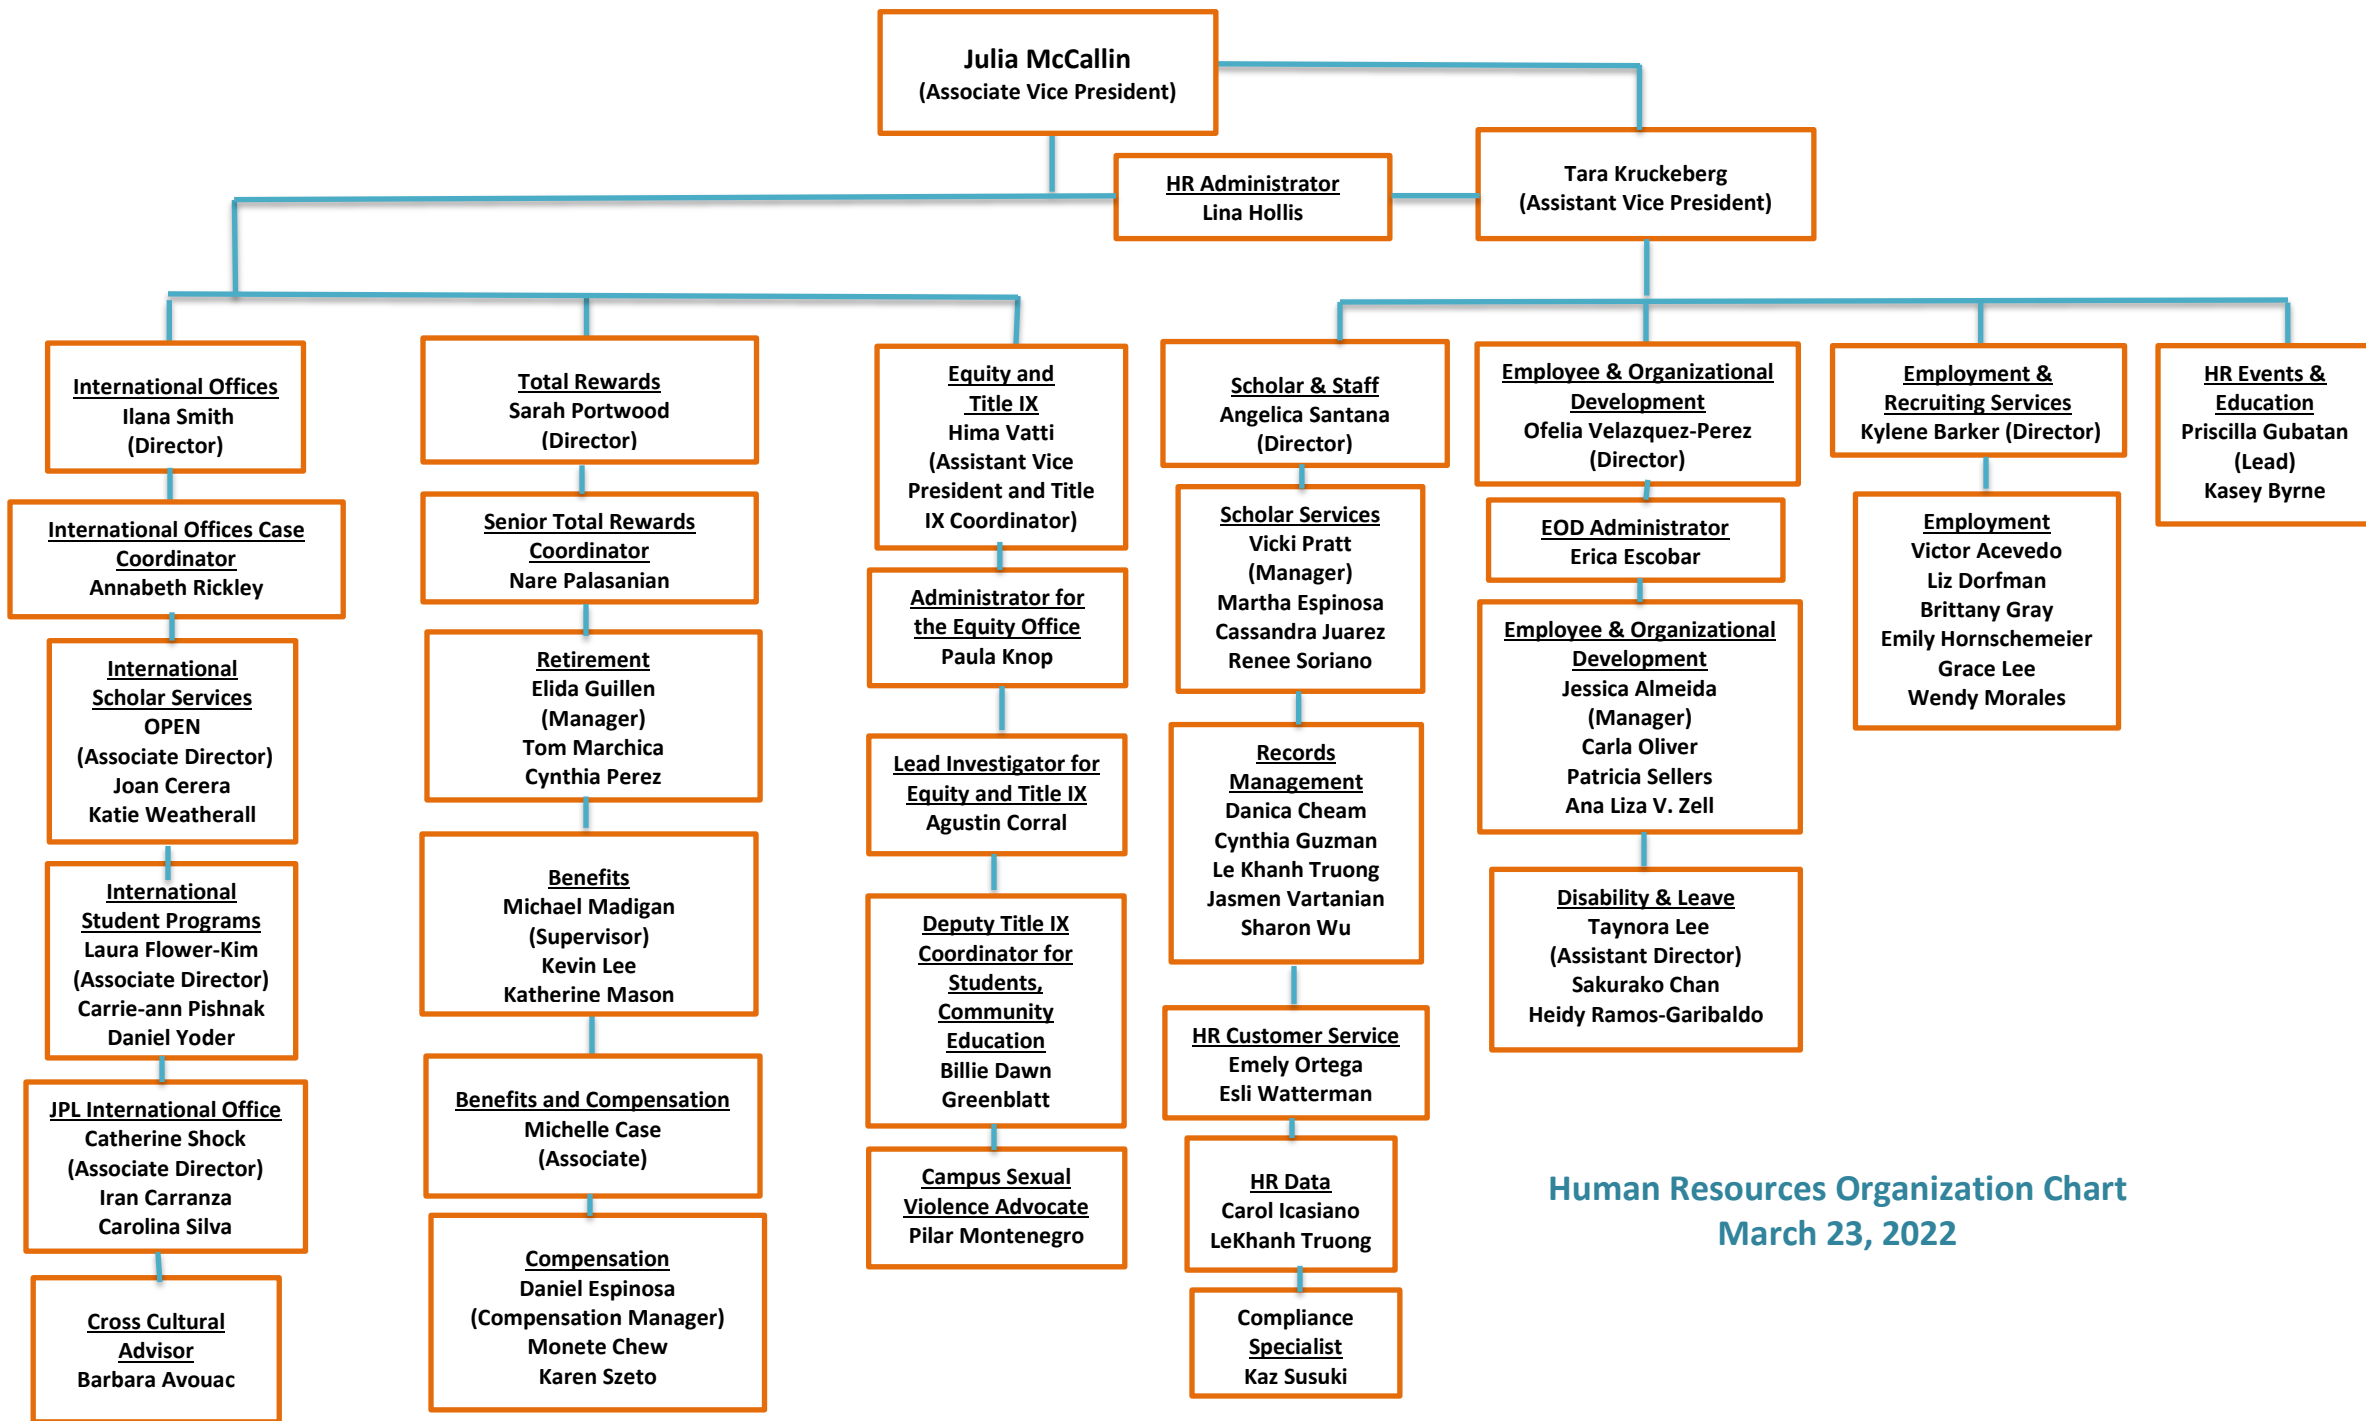 Julia McCallin
(Associate Vice President)
HR Administrator
Lina Hollis
Tara Kruckeberg
(Assistant Vice President)
International Offices
Ilana Smith
(Director)
International Offices Case
Coordinator
Annabeth Rickley
International
Scholar Services
OPEN
(Associate Director)
Joan Cerera
Katie Weatherall
International
Student Programs
Laura Flower-Kim
(Associate Director)
Carrie-ann Pishnak
Daniel Yoder
JPL International Office
Catherine Shock
(Associate Director)
Iran Carranza
Carolina Silva
Cross Cultural
Advisor
Barbara Avouac
Total Rewards
Sarah Portwood
(Director)
Senior Total Rewards
Coordinator
Nare Palasanian
Retirement
Elida Guillen
(Manager)
Tom Marchica
Cynthia Perez
Benefits
Michael Madigan
(Supervisor)
Kevin Lee
Katherine Mason
Benefits and Compensation
Michelle Case
(Associate)
Compensation
Daniel Espinosa
(Compensation Manager)
Monete Chew
Karen Szeto
Equity and
Title IX
Hima Vatti
(Assistant Vice
President and Title
IX Coordinator)
Administrator for
the Equity Office
Paula Knop
Lead Investigator for
Equity and Title IX
Agustin Corral
Deputy Title IX
Coordinator for
Students,
Community
Education
Billie Dawn
Greenblatt
Campus Sexual
Violence Advocate
Pilar Montenegro
Scholar & Staff
Angelica Santana
(Director)
Scholar Services
Vicki Pratt
(Manager)
Martha Espinosa
Cassandra Juarez
Renee Soriano
Records
Management
Danica Cheam
Cynthia Guzman
Le Khanh Truong
Jasmen Vartanian
Sharon Wu
HR Customer Service
Emely Ortega
Esli Watterman
HR Data
Carol Icasiano
LeKhanh Truong
Compliance
Specialist
Kaz Susuki
Employee & Organizational
Development
Ofelia Velazquez-Perez
(Director)
EOD Administrator
Erica Escobar
Employee & Organizational
Development
Jessica Almeida
(Manager)
Carla Oliver
Patricia Sellers
Ana Liza V. Zell
Disability & Leave
Taynora Lee
(Assistant Director)
Sakurako Chan
Heidy Ramos-Garibaldo
Employment &
Recruiting Services
Kylene Barker (Director)
Employment
Victor Acevedo
Liz Dorfman
Brittany Gray
Emily Hornschemeier
Grace Lee
Wendy Morales
HR Events &
Education
Priscilla Gubatan
(Lead)
Kasey Byrne
Human Resources Organization Chart
March 23, 2022